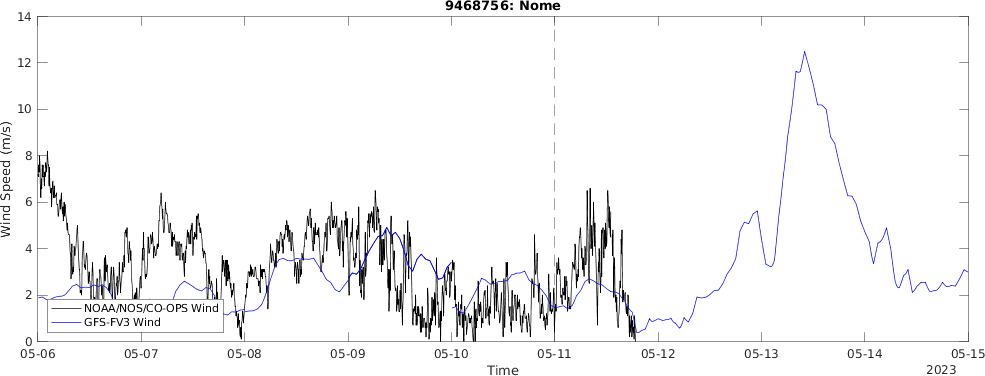 9468756: Nome
Wind Speed (m/s)
14
12
10
8
6
4
2
0
NOAA/NOS/CO-OPS Wind
GFS-FV3 Wind
05-06 05-07 05-08 05-09 05-10 05-11 05-12 05-13 05-14 05-15
Time
2023